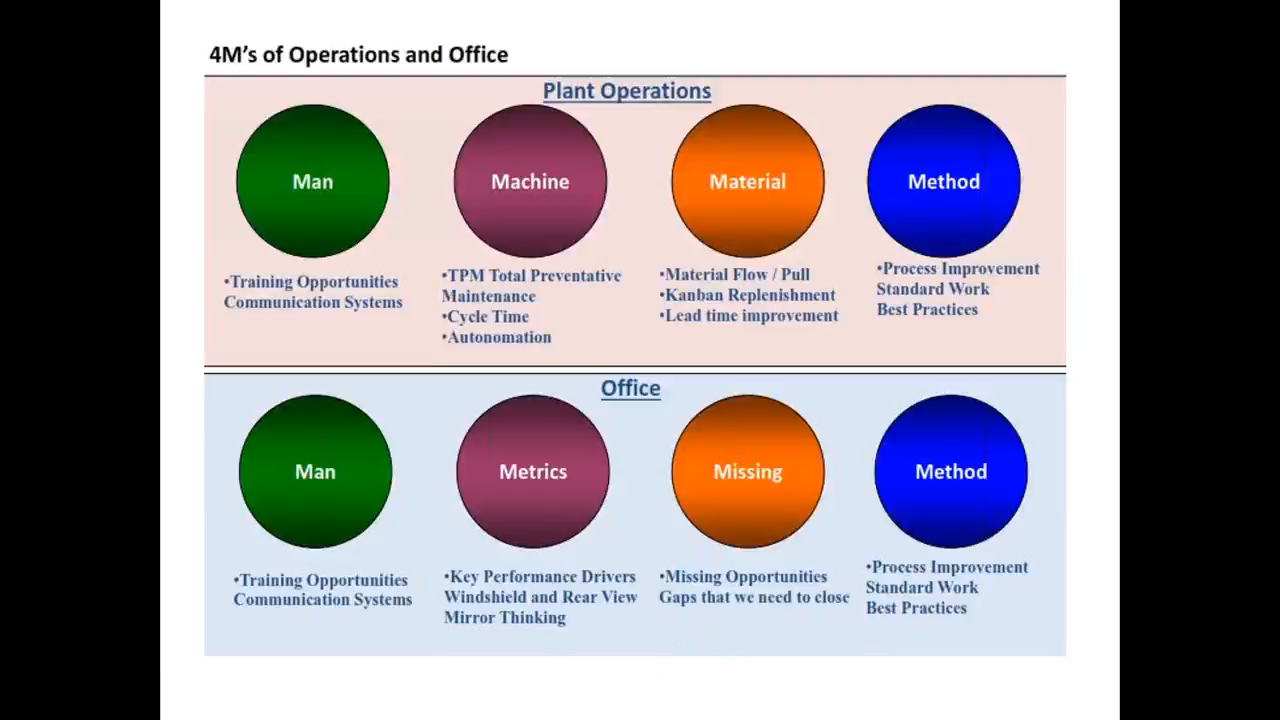 4M’s of Operations and Office
Plant Operations
Man
Machine
Material
Method
•Training Opportunities
Communication Systems
•TPM Total Preventative
Maintenance
•Cycle Time
•Autonomation
•Material Flow / Pull
•Kanban Replenishment
•Lead time improvement
•Process Improvement
Standard Work
Best Practices
Office
Man
Metrics
Missing
Method
•Training Opportunities
Communication Systems
•Key Performance Drivers
Windshield and Rear View
Mirror Thinking
•Missing Opportunities
Gaps that we need to close
•Process Improvement
Standard Work
Best Practices